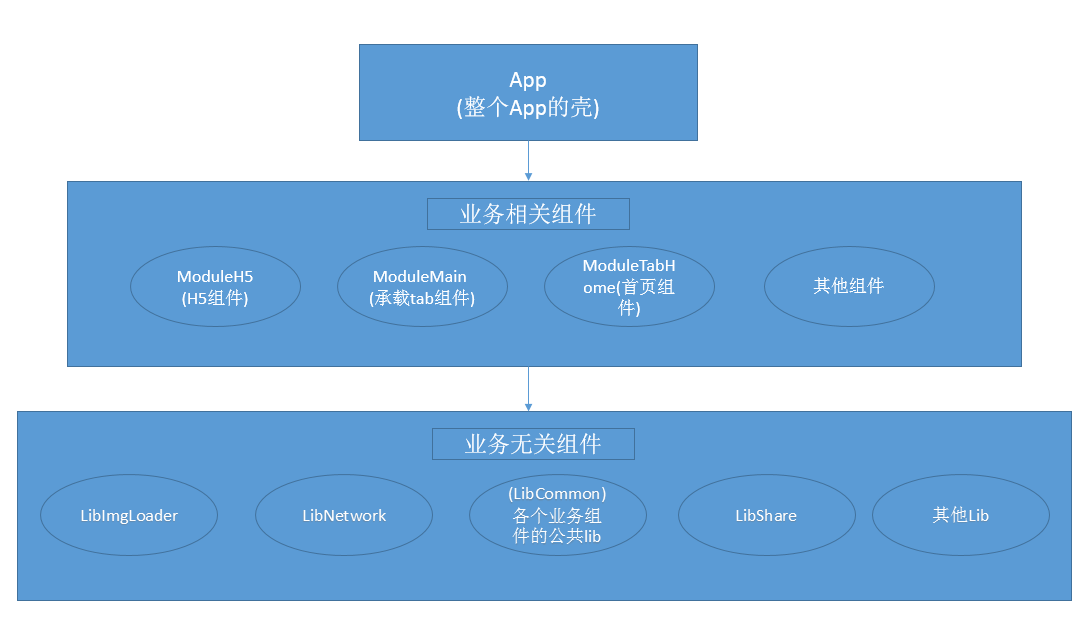 App
(整个App的壳)
业务相关组件
ModuleH5
(H5组件)
ModuleMain
(承载tab组件)
ModuleTabH
ome(首页组
件)
其他组件
业务无关组件
LibImgLoader
LibNetwork
(LibCommon)
各个业务组
件的公共lib
LibShare
其他Lib